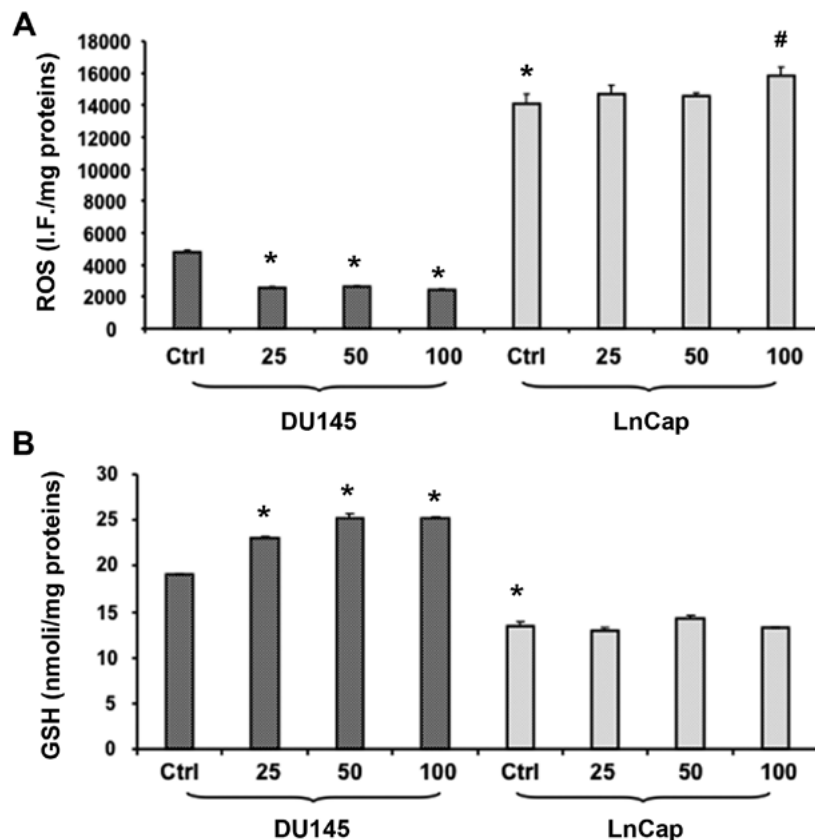 A
ROS (I.F./mg proteins)
18000
16000
14000
12000
10000
8000
6000
4000
2000
0
* * * * #
Ctrl 25 50 100 Ctrl 25 50 100
DU145 LnCap
B
GSH (nmoli/mg proteins)
30
25
20
15
10
5
0
* * * *
Ctrl 25 50 100 Ctrl 25 50 100
DU145 LnCap